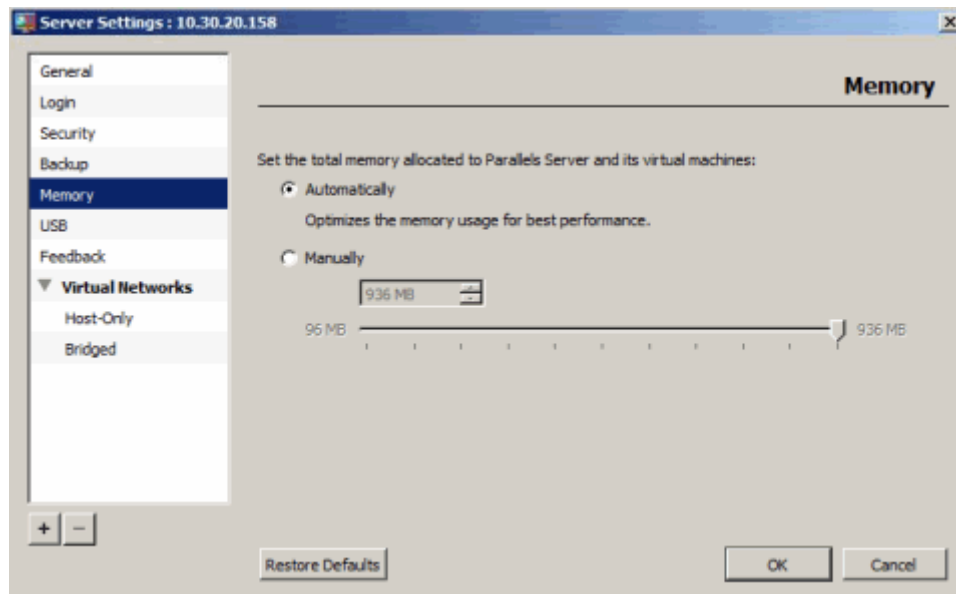 Server Settings : 10.30.20.158
General
Login
Security
Backup
Memory
USB
Feedback
Virtual Networks
Host-Only
Bridged
+ -
Memory
Set the total memory allocated to Parallels Server and its virtual machines:
Automatically
Optimizes the memory usage for best performance.
Manually
936 MB
96 MB 936 MB
Restore Defaults OK Cancel